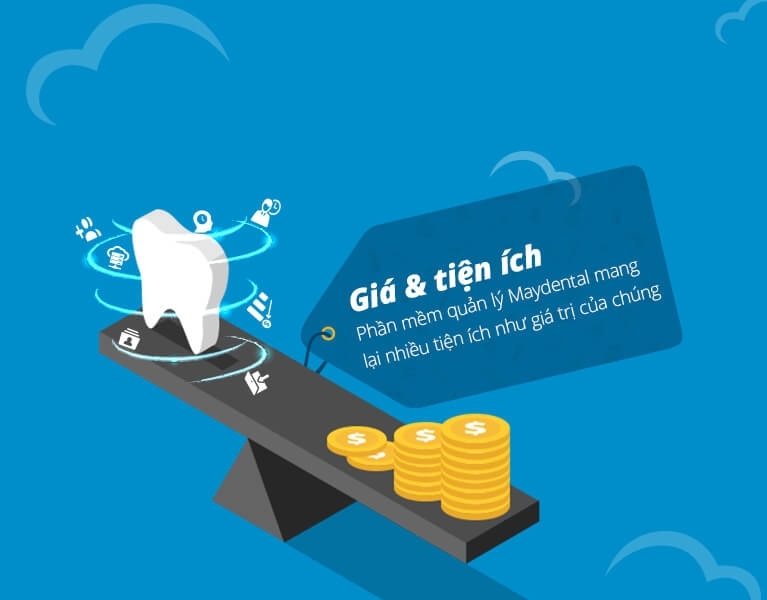 Giá & tiện ích
Phần mềm quản lý Maydental mang
lại nhiều tiện ích như giá trị của chúng